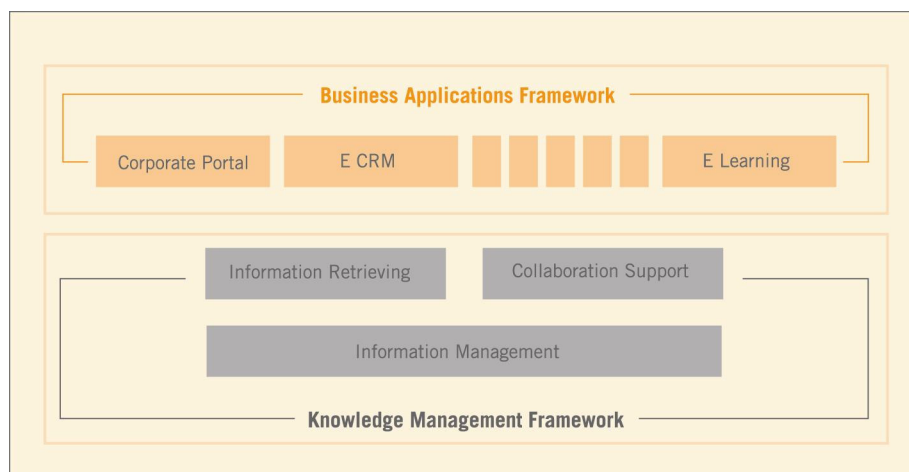 Business Applications Framework
Corporate Portal
E CRM
E Learning
Information Retrieving
Collaboration Support
Information Management
Knowledge Management Framework